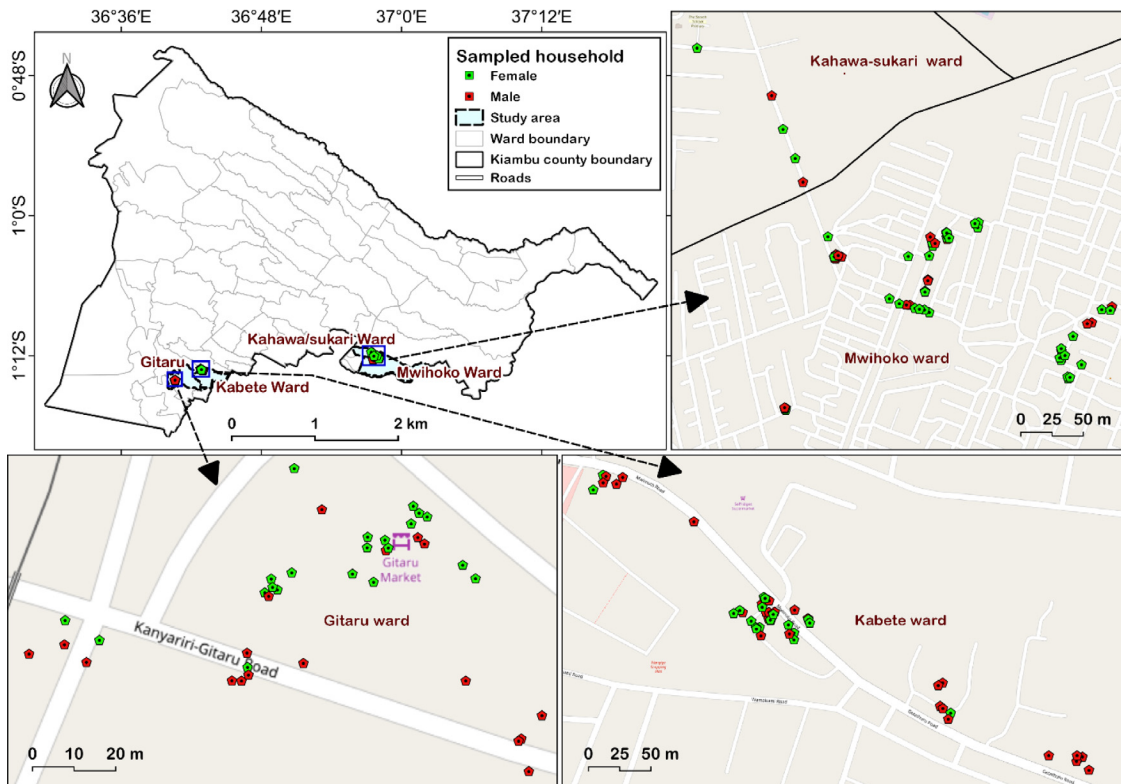 36°36'E 36°48'E 37°0'E 37°12'E
0°48'S
1°0'S
1°12'S
N
Sampled household
Female
Male
Study area
Ward boundary
Kiambu county boundary
Roads
Kahawa/sukari Ward
Gitaru
Kabete Ward
Mwihoko Ward
0 1 2 km
Kahawa-sukari ward
Mwihoko ward
0 25 50 m
Gitaru
Market
Gitaru ward
Kanyariri-Gitaru Road
0 10 20 m
Kabete ward
0 25 50 m